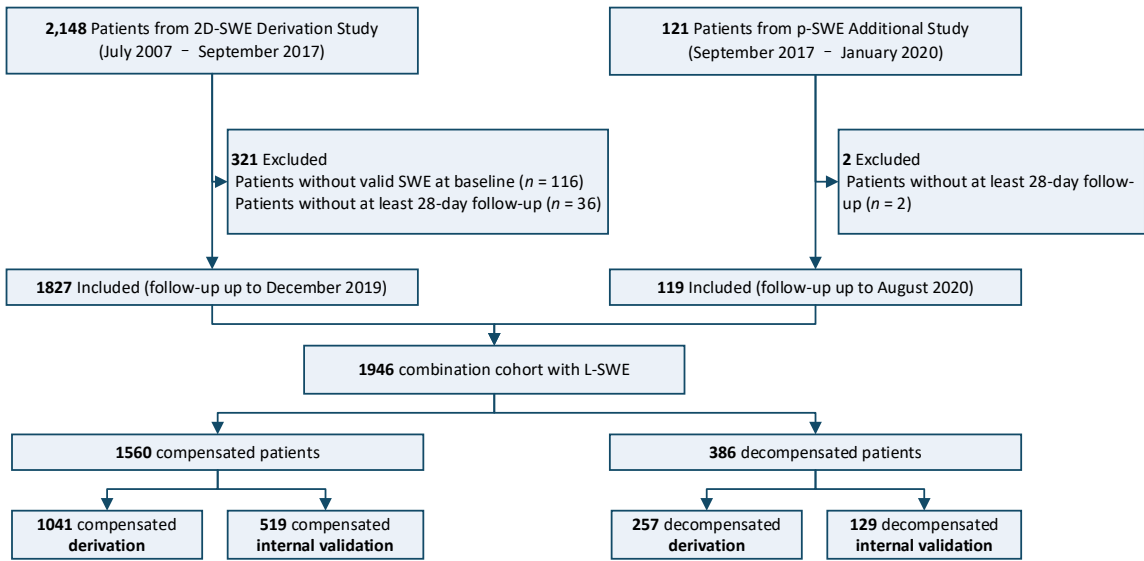 2,148 Patients from 2D-SWE Derivation Study
(July 2007 – September 2017)
121 Patients from p-SWE Additional Study
(September 2017 – January 2020)
321 Excluded
Patients without valid SWE at baseline (n = 116)
Patients without at least 28-day follow-up (n = 36)
2 Excluded
Patients without at least 28-day follow-
up (n = 2)
1827 Included (follow-up up to December 2019)
119 Included (follow-up up to August 2020)
1946 combination cohort with L-SWE
1560 compensated patients
386 decompensated patients
1041 compensated
derivation
519 compensated
internal validation
257 decompensated
derivation
129 decompensated
internal validation